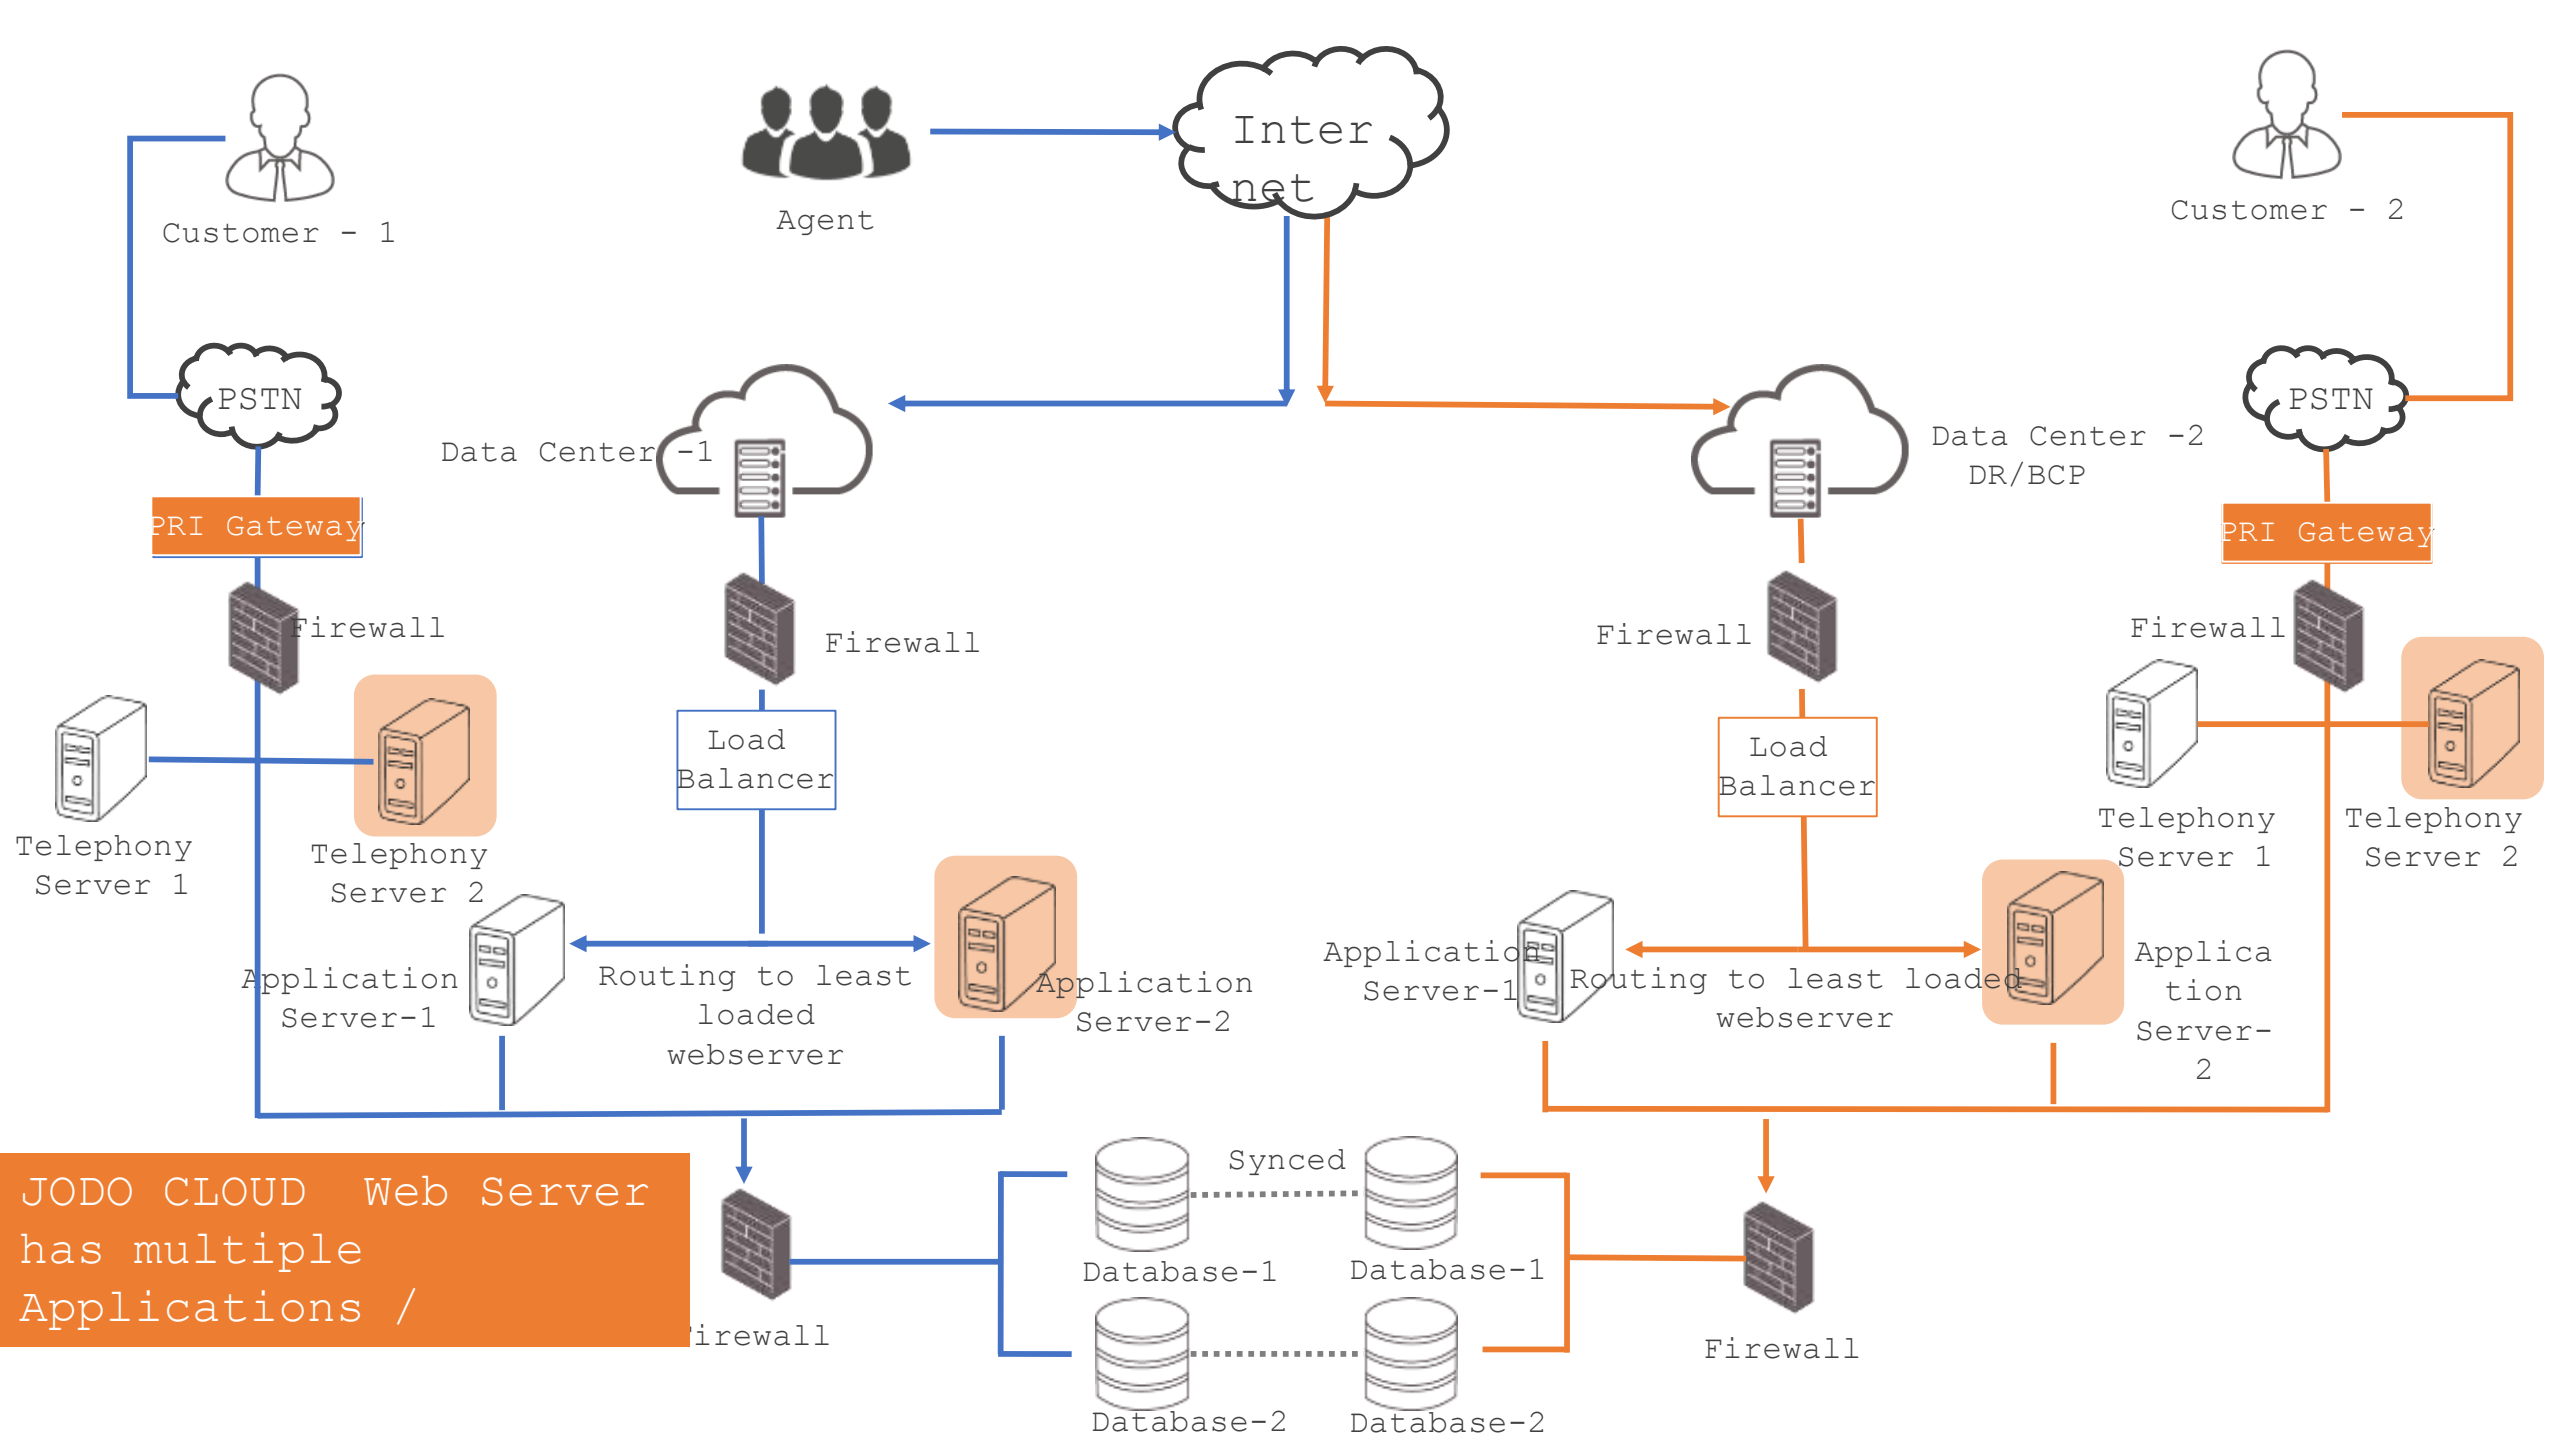 Inter
net
Customer - 1
Agent
Customer - 2
PSTN
PSTN
Data Center -1
Data Center -2
DR/BCP
PRI Gateway
PRI Gateway
Firewall
Firewall
Firewall
Firewall
Load
Balancer
Load
Balancer
Telephony
Server 1
Telephony
Server 2
Telephony
Server 1
Telephony
Server 2
Application
Server-1
Routing to least
loaded
webserver
Application
Server-2
Application
Server-1
Routing to least loaded
webserver
Applica
tion
Server-
2
JODO CLOUD  Web Server
has multiple
Applications /
Synced
Database-1
Database-1
Firewall
Firewall
Database-2
Database-2